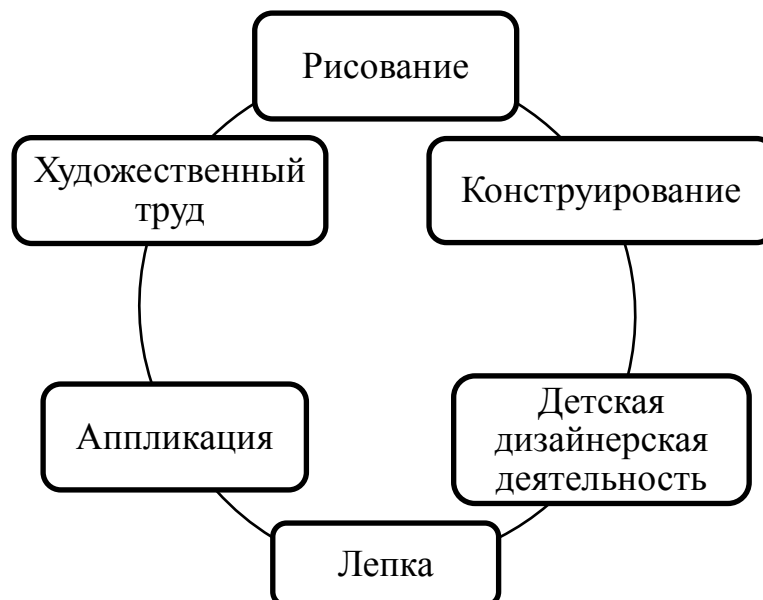 Рисование
Художественный
труд
Конструирование
Аппликация
Детская
дизайнерская
деятельность
Лепка